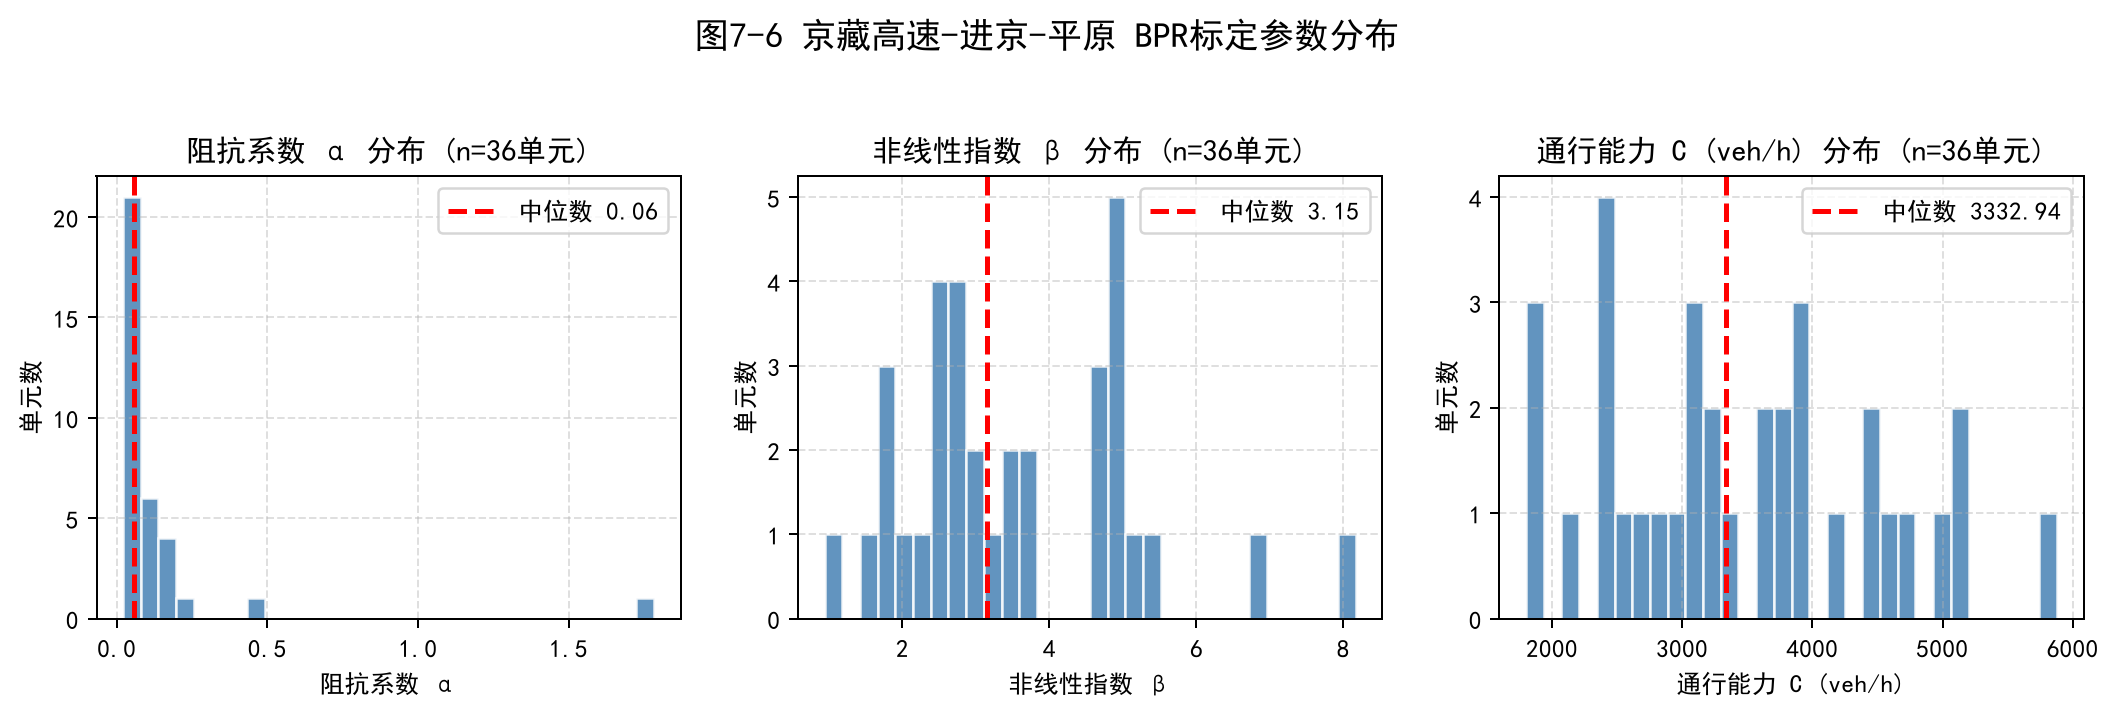 图7-6 京藏高速-进京-平原 BPR标定参数分布
阻抗系数 α 分布 (n=36单元)
中位数 0.06
单元数
20
15
10
5
0
0.0 0.5 1.0 1.5
阻抗系数 α
非线性指数 β 分布 (n=36单元)
中位数 3.15
单元数
5
4
3
2
1
0
2 4 6 8
非线性指数 β
通行能力 C (veh/h) 分布 (n=36单元)
中位数 3332.94
单元数
4
3
2
1
0
2000 3000 4000 5000 6000
通行能力 C (veh/h)